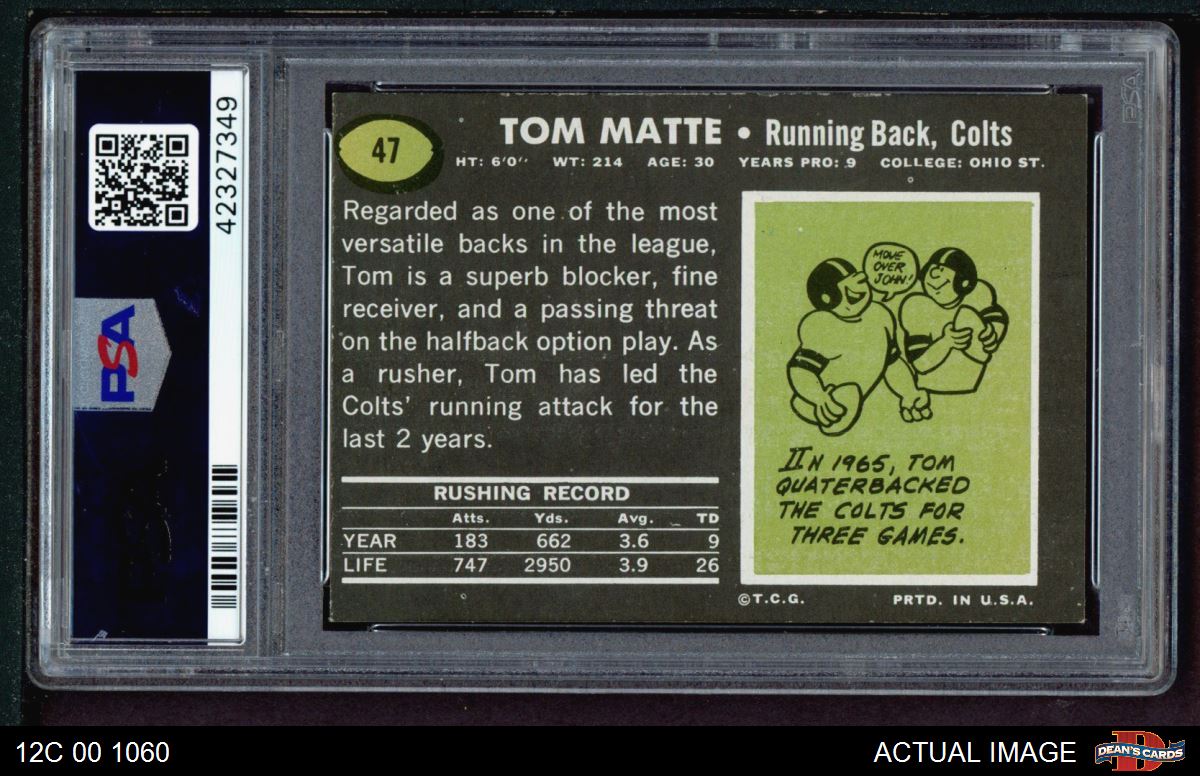 42327349
PSA
PSA
47
TOM MATTE • Running Back, Colts
HT: 6'0'' WT: 214 AGE: 30 YEARS PRO: 9 COLLEGE: OHIO ST.
Regarded as one of the most
versatile backs in the league,
Tom is a superb blocker, fine
receiver, and a passing threat
on the halfback option play. As
a rusher, Tom has led the
Colts' running attack for the
last 2 years.
RUSHING RECORD
Atts. Yds. Avg. TD
YEAR 183 662 3.6 9
LIFE 747 2950 3.9 26
MOVE
OVER
JOHN!
IN 1965, TOM
QUATERBACKED
THE COLTS FOR
THREE GAMES.
©T.C.G. PRTD. IN U.S.A.
12C 00 1060
ACTUAL IMAGE
DEAN'S CARDS